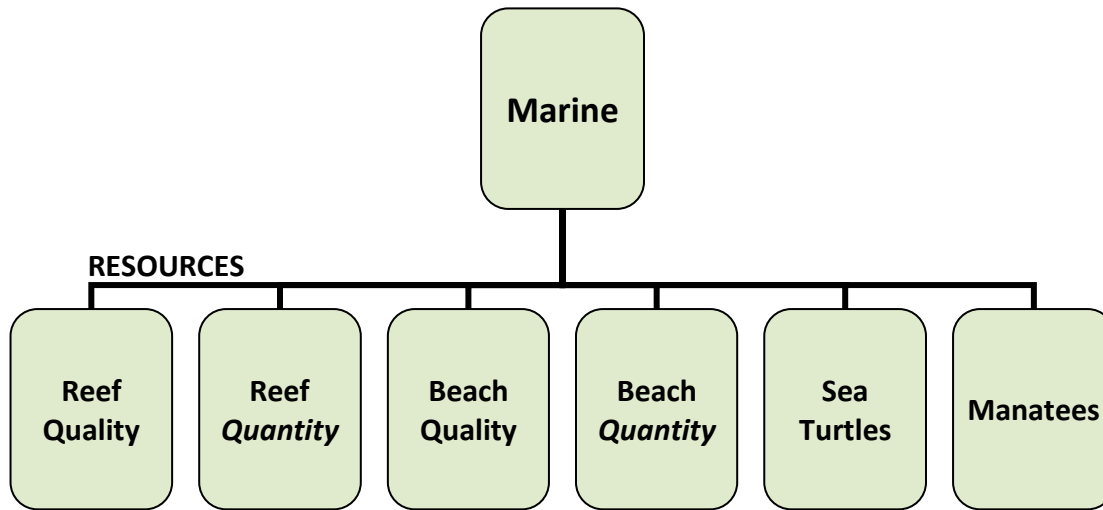 Marine
RESOURCES
Reef
Quality
Reef
Quantity
Beach
Quality
Beach
Quantity
Sea
Turtles
Manatees